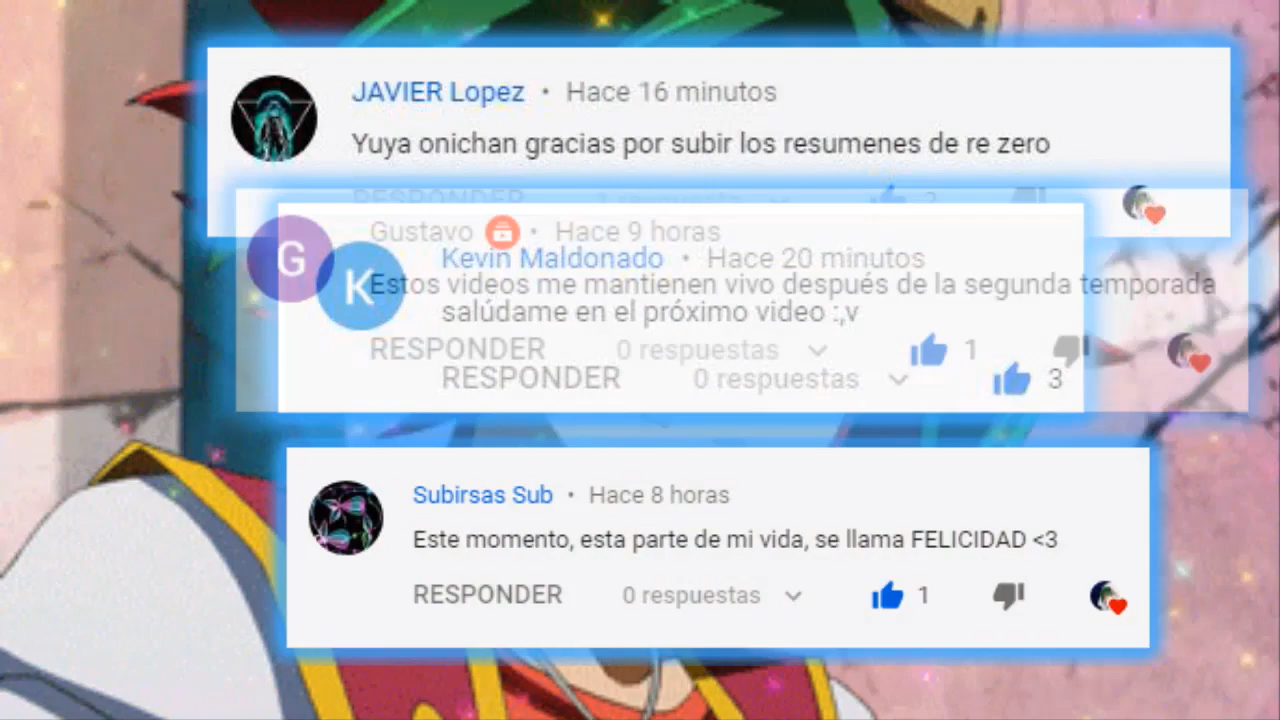 JAVIER Lopez • Hace 16 minutos
Yuya onichan gracias por subir los resumenes de re zero
RESPONDER
Gustavo • Hace 9 horas
G
Estos videos me mantienen vivo después de la segunda temporada
RESPONDER 0 respuestas 1
K
Kevin Maldonado • Hace 20 minutos
salúdame en el próximo video :,v
RESPONDER 0 respuestas 3
Subirsas Sub • Hace 8 horas
Este momento, esta parte de mi vida, se llama FELICIDAD <3
RESPONDER 0 respuestas 1